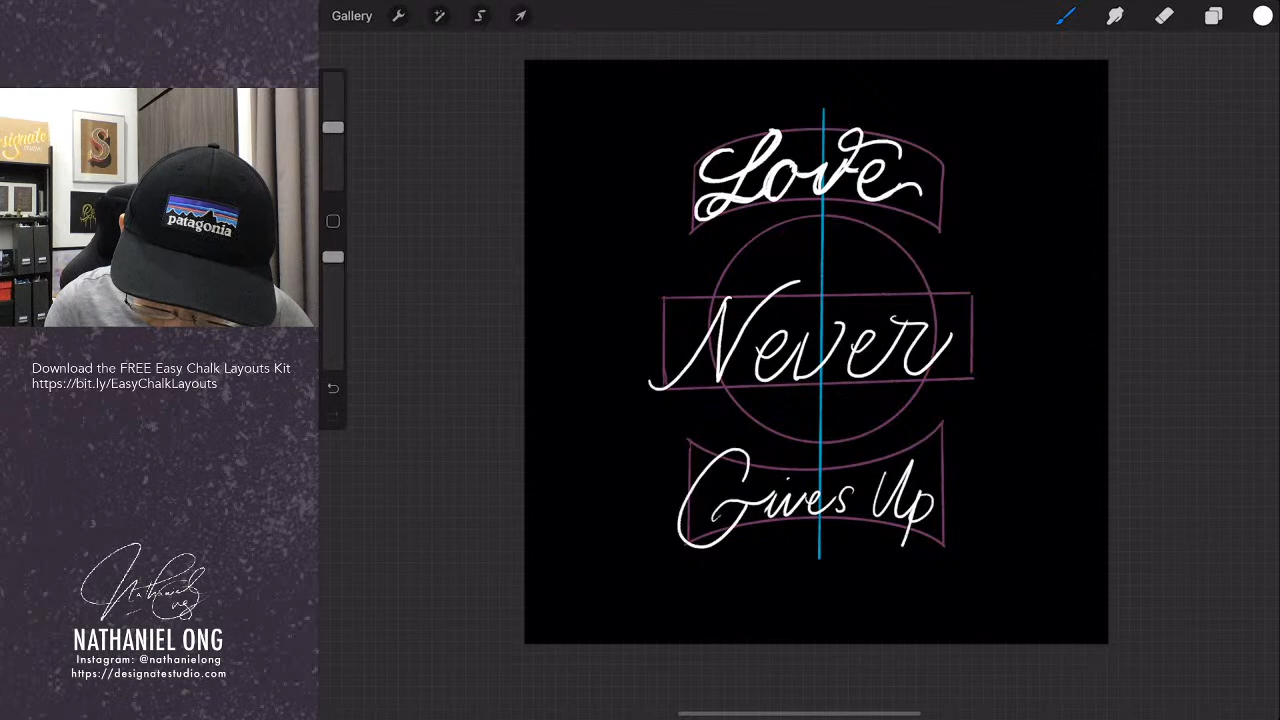 Gallery
Love
Never
Gives Up
signate
S
patagonia
Download the FREE Easy Chalk Layouts Kit
https://bit.ly/EasyChalkLayouts
NATHANIEL ONG
Instagram: @nathanielong
https://designatestudio.com